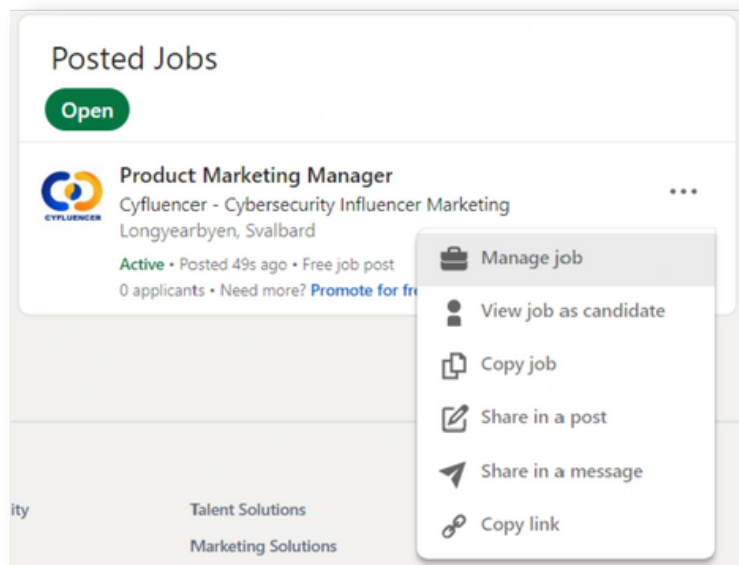 Posted Jobs
Open
CYFLUENCER
Product Marketing Manager
Cyfluencer - Cybersecurity Influencer Marketing
Longyearbyen, Svalbard
Active • Posted 49s ago • Free job post
0 applicants • Need more? Promote for fr
Manage job
View job as candidate
Copy job
Share in a post
Share in a message
Copy link
ity
Talent Solutions
Marketing Solutions